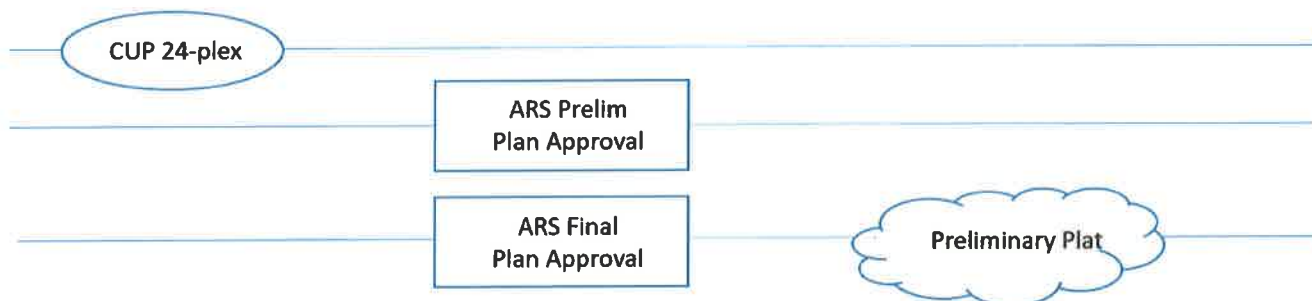 CUP 24-plex
ARS Prelim
Plan Approval
ARS Final
Plan Approval
Preliminary Plat